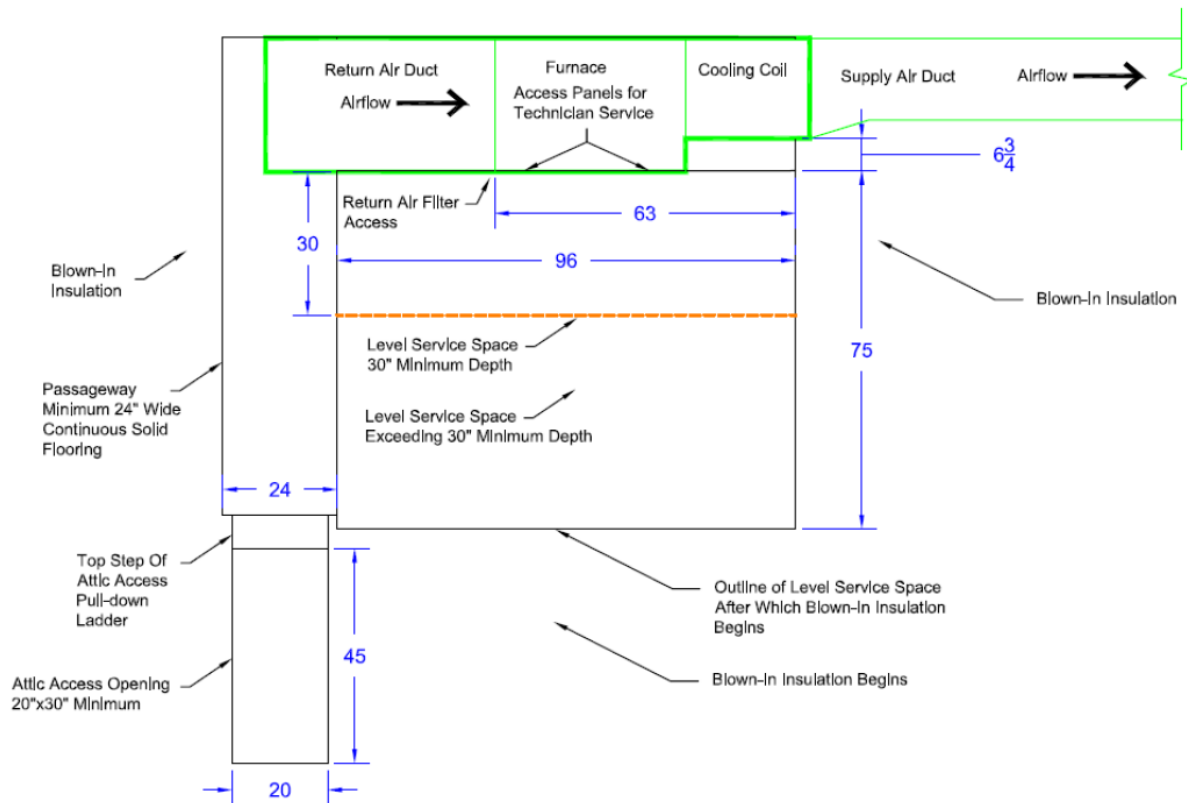 Return Air Duct
Airflow
Furnace
Access Panels for
Technician Service
Cooling Coil
Supply Air Duct
Airflow
6 3/4
Return Air Filter
Access
63
30
96
Blown-In
Insulation
Blown-In Insulation
Level Service Space
30" Minimum Depth
75
Passageway
Minimum 24" Wide
Continuous Solid
Flooring
Level Service Space
Exceeding 30" Minimum Depth
24
Top Step Of
Attic Access
Pull-down
Ladder
Outline of Level Service Space
After Which Blown-In Insulation
Begins
45
Attic Access Opening
20"x30" Minimum
Blown-In Insulation Begins
20